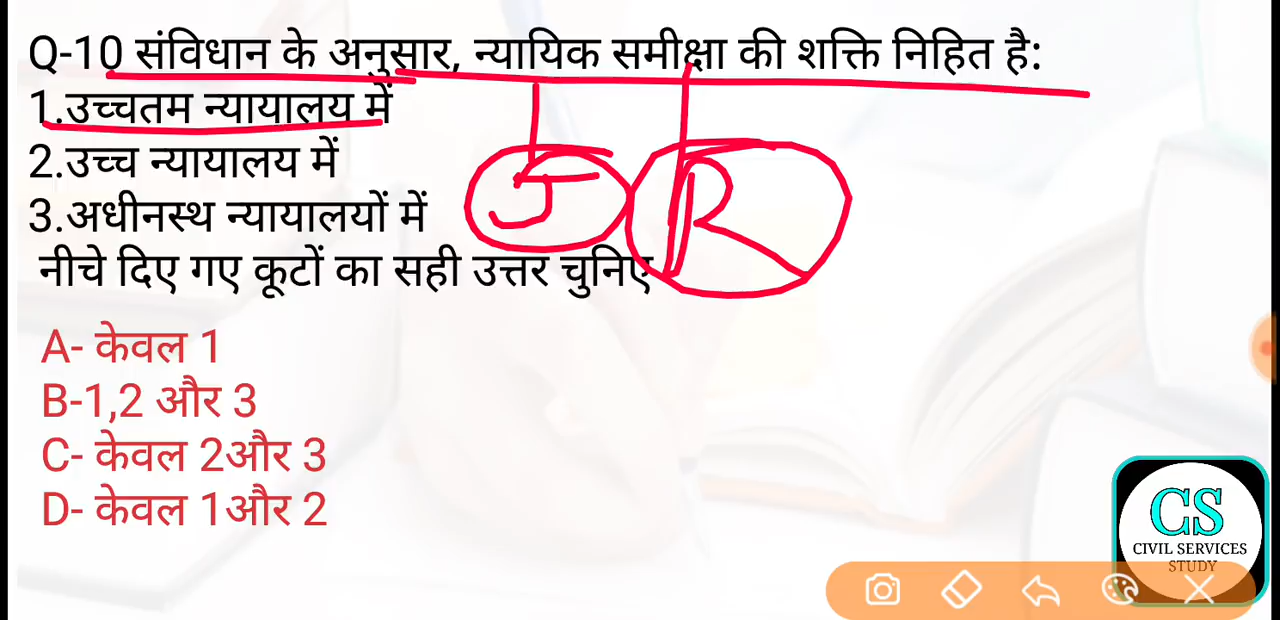 Q-10 संविधान के अनुसार, न्यायिक समीक्षा की शक्ति निहित है:
1.उच्चतम न्यायालय में
2.उच्च न्यायालय में
3.अधीनस्थ न्यायालयों में
J R
नीचे दिए गए कूटों का सही उत्तर चुनिए
A- केवल 1
B-1,2 और 3
C- केवल 2और 3
D- केवल 1और 2
CS
CIVIL SERVICES
STUDY